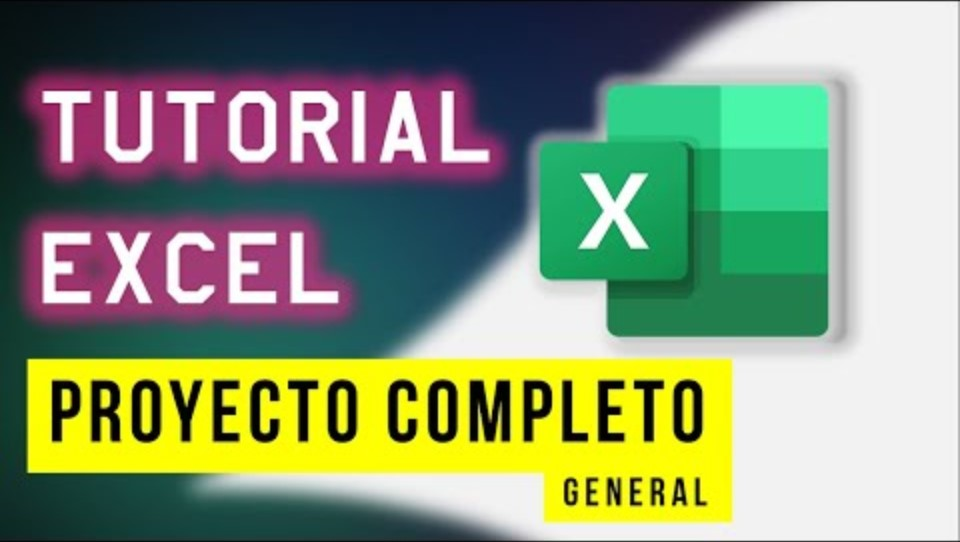 TUTORIAL
EXCEL
X
PROYECTO COMPLETO
GENERAL